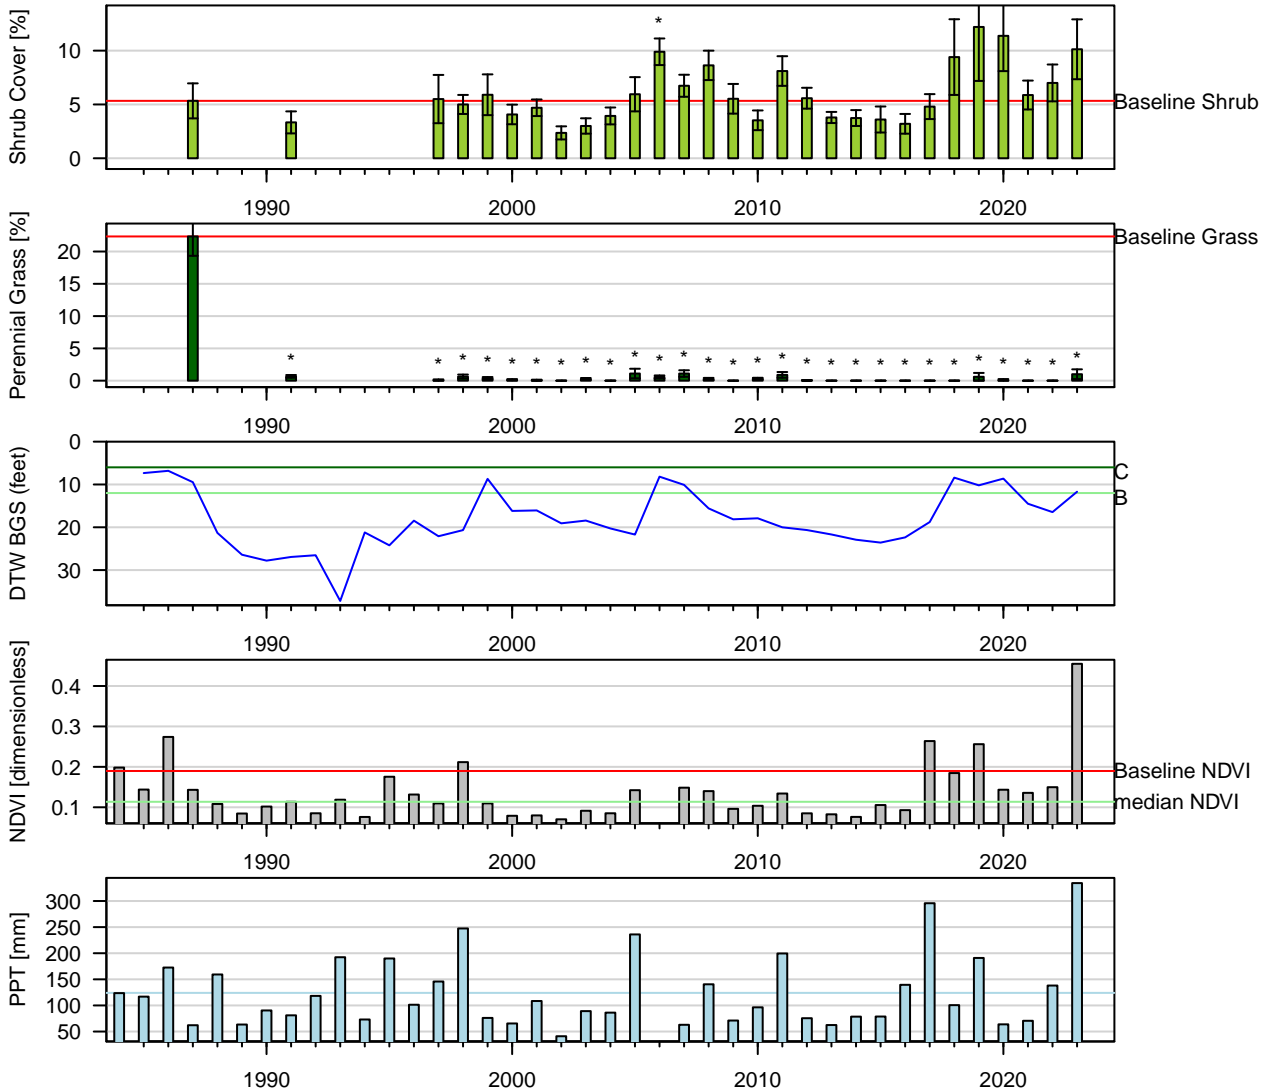 Shrub Cover [%]
10
5
0
*
Baseline Shrub
1990 2000 2010 2020
Perennial Grass [%]
20
15
10
5
0
* * * * * * * * * * * * * * * * * * * * * * * * * * * *
Baseline Grass
1990 2000 2010 2020
DTW BGS (feet)
0
10
20
30
C
B
1990 2000 2010 2020
NDVI [dimensionless]
0.4
0.3
0.2
0.1
Baseline NDVI
median NDVI
1990 2000 2010 2020
PPT [mm]
300
250
200
150
100
50
1990 2000 2010 2020